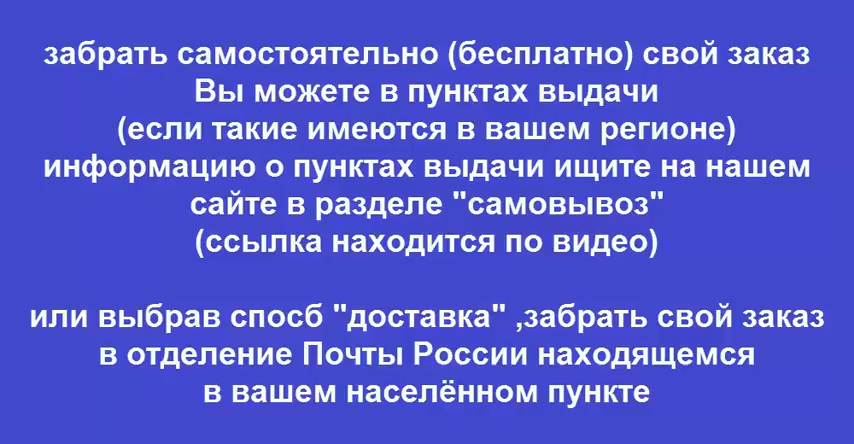 забрать самостоятельно (бесплатно) свой заказ
Вы можете в пунктах выдачи
(если такие имеются в вашем регионе)
информацию о пунктах выдачи ищите на нашем
сайте в разделе "самовывоз"
(ссылка находится по видео)
или выбрав спосб "доставка" ,забрать свой заказ
в отделение Почты России находящемся
в вашем населённом пункте